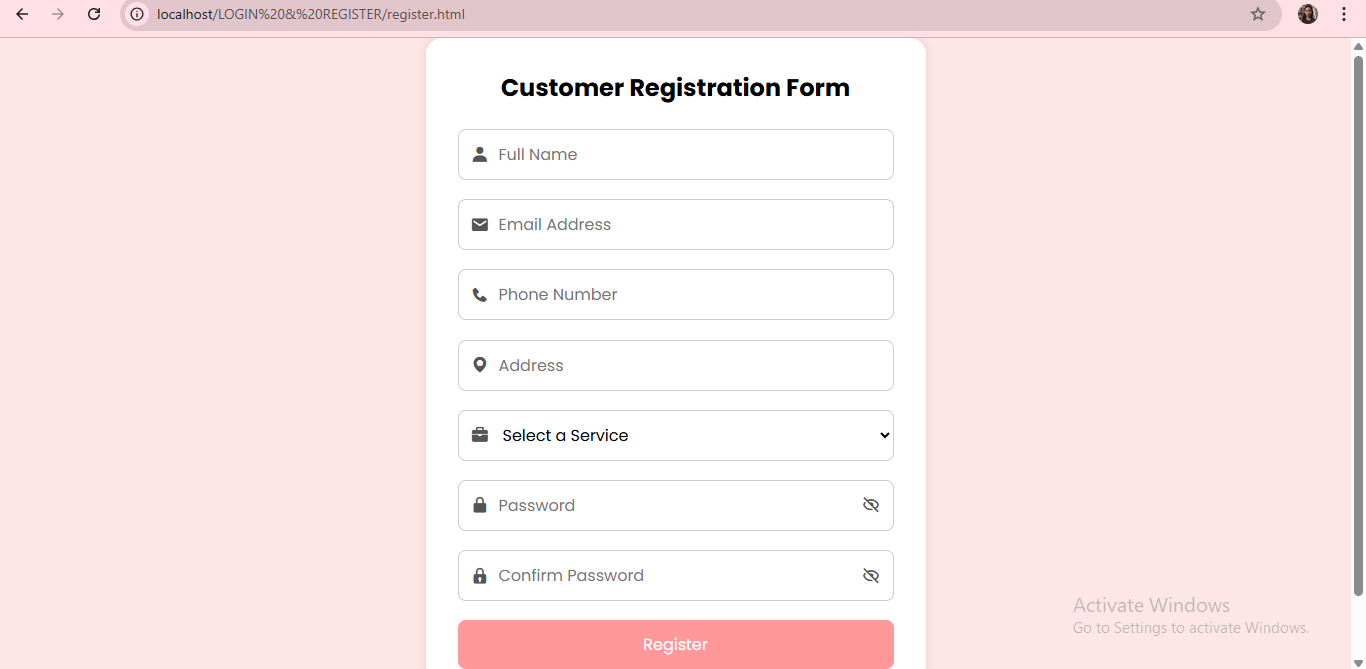 localhost/LOGIN%20&%20REGISTER/register.html
Customer Registration Form
Full Name
Email Address
Phone Number
Address
Select a Service
Password
Confirm Password
Register
Activate Windows
Go to Settings to activate Windows.